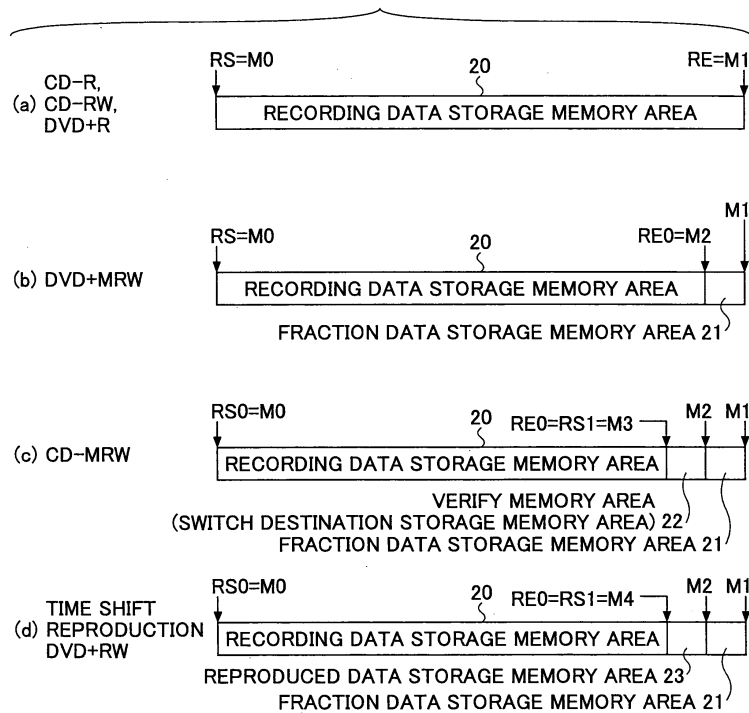 RS=M0 20 RE=M1
(a) CD-R, CD-RW, DVD+R
RECORDING DATA STORAGE MEMORY AREA
M1
RS=M0 20 RE0=M2
(b) DVD+MRW
RECORDING DATA STORAGE MEMORY AREA
FRACTION DATA STORAGE MEMORY AREA 21
RS0=M0 20 RE0=RS1=M3 M2 M1
(c) CD-MRW
RECORDING DATA STORAGE MEMORY AREA
VERIFY MEMORY AREA
(SWITCH DESTINATION STORAGE MEMORY AREA) 22
FRACTION DATA STORAGE MEMORY AREA 21
RS0=M0 20 RE0=RS1=M4 M2 M1
(d) TIME SHIFT REPRODUCTION DVD+RW
RECORDING DATA STORAGE MEMORY AREA
REPRODUCED DATA STORAGE MEMORY AREA 23
FRACTION DATA STORAGE MEMORY AREA 21